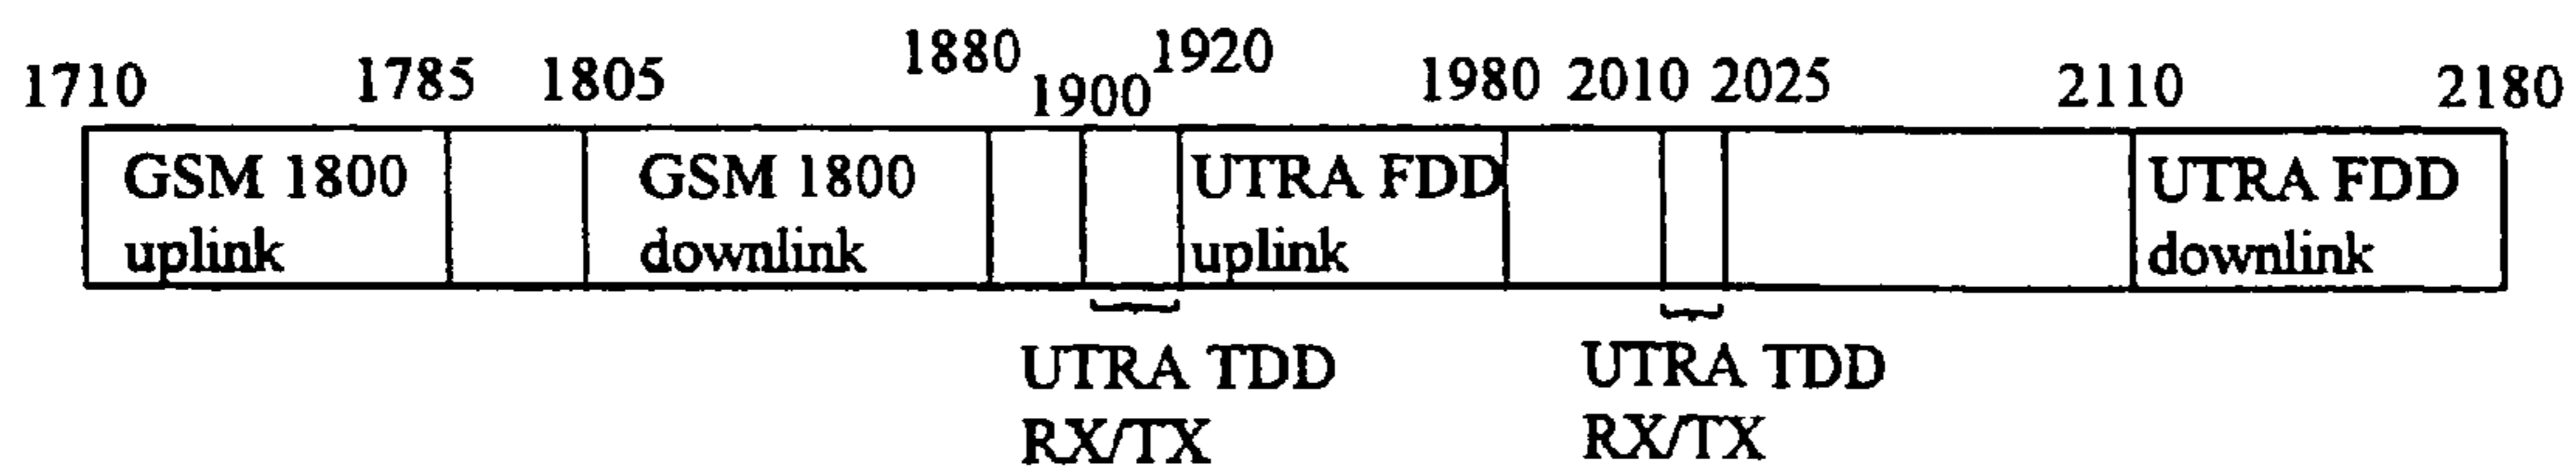 1710 1785 1805 1880 1900 1920 1980 2010 2025 2110 2180
GSM 1800
uplink
GSM 1800
downlink
UTRA FDD
uplink
UTRA FDD
downlink
UTRA TDD
RX/TX
UTRA TDD
RX/TX